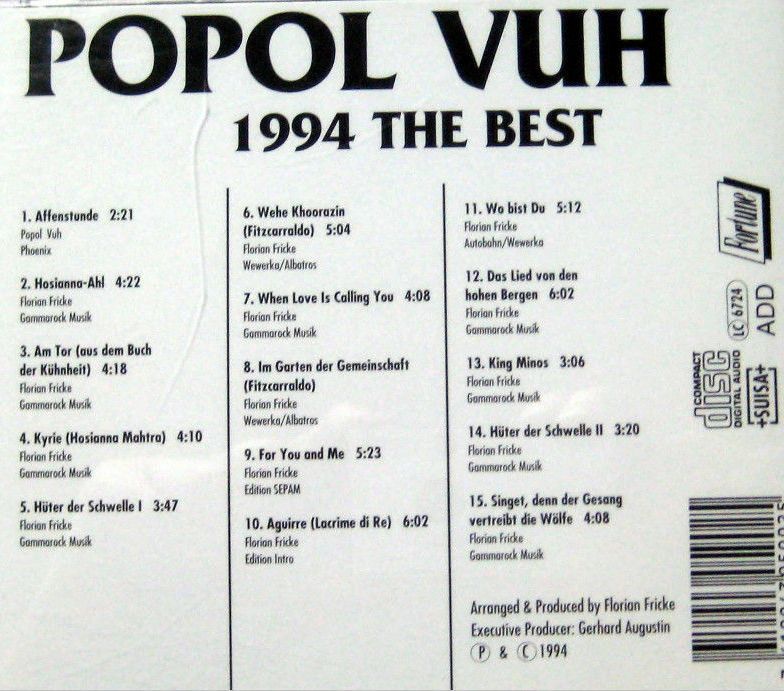 POPOL VUH
1994 THE BEST
1. Affenstunde 2:21
Popol Vuh
Phoenix
2. Hosianna-Ah! 4:22
Florian Fricke
Gammarock Musik
3. Am Tor (aus dem Buch
der Kühnheit) 4:18
Florian Fricke
Gammarock Musik
4. Kyrie (Hosianna Mahtra) 4:10
Florian Fricke
Gammarock Musik
5. Hüter der Schwelle I 3:47
Florian Fricke
Gammarock Musik
6. Wehe Khoorazin
(Fitzcarraldo) 5:04
Florian Fricke
Wewerka/Albatros
7. When Love Is Calling You 4:08
Florian Fricke
Gammarock Musik
8. Im Garten der Gemeinschaft
(Fitzcarraldo)
Florian Fricke
Wewerka/Albatros
9. For You and Me 5:23
Florian Fricke
Edition SEPAM
10. Aguirre (Lacrime di Re) 6:02
Florian Fricke
Edition Intro
11. Wo bist Du 5:12
Florian Fricke
Autobahn/Wewerka
12. Das Lied von den
hohen Bergen 6:02
Florian Fricke
Gammarock Musik
13. King Minos 3:06
Florian Fricke
Gammarock Musik
14. Hüter der Schwelle II 3:20
Florian Fricke
Gammarock Musik
15. Singet, denn der Gesang
vertreibt die Wölfe 4:08
Florian Fricke
Gammarock Musik
Arranged & Produced by Florian Fricke
Executive Producer: Gerhard Augustin
Ⓟ & © 1994
Fortune
LC 6724
ADD
COMPACT
disc
DIGITAL AUDIO
+SUISA+